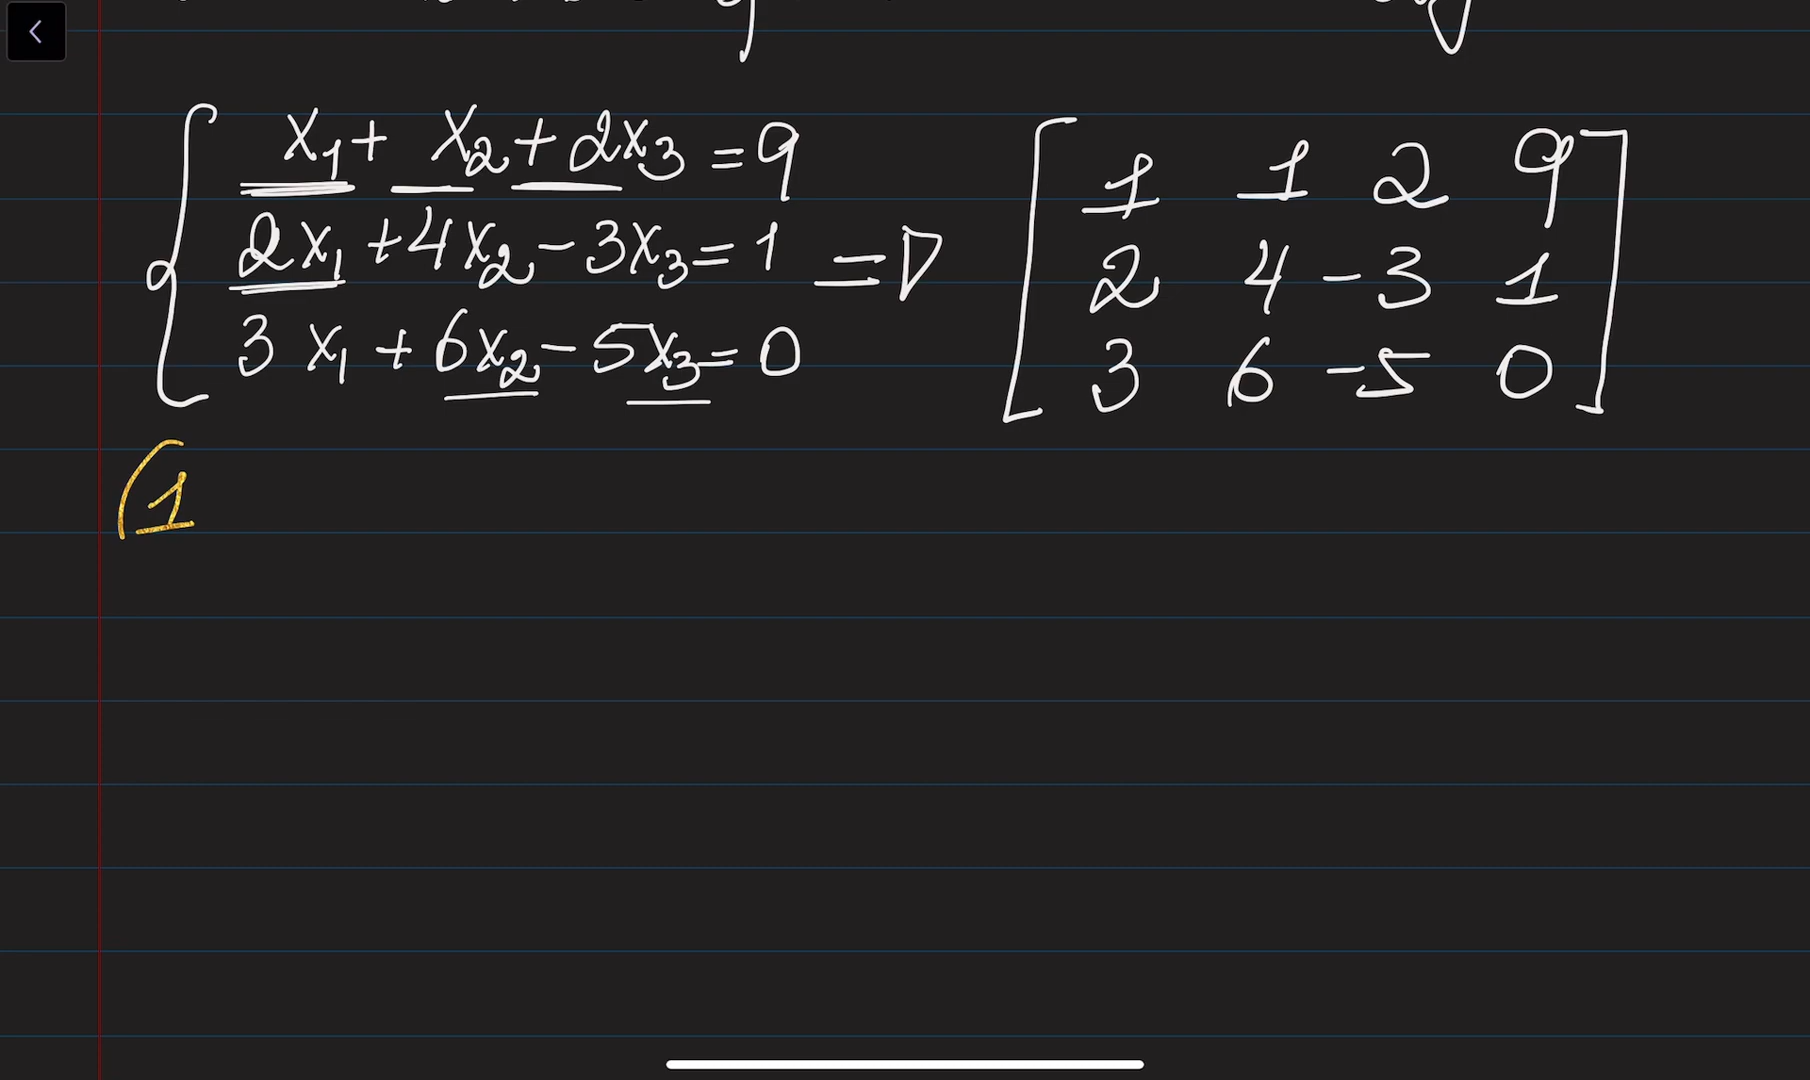 x₁ + x₂ + 2x₃ = 9
2x₁ + 4x₂ - 3x₃ = 1 ⇒
3x₁ + 6x₂ - 5x₃ = 0
[1 1 2 9
2 4 -3 1
3 6 -5 0]
(1